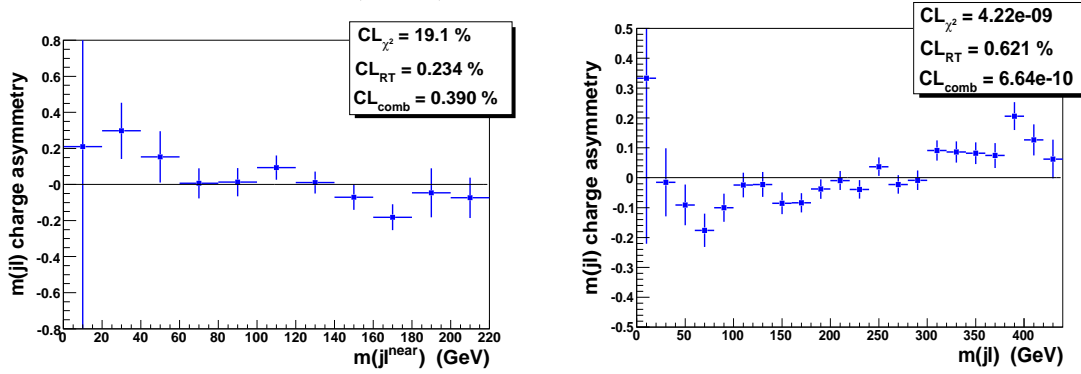 CLχ² = 19.1 %
CLRT = 0.234 %
CLcomb = 0.390 %
m(jl) charge asymmetry
0.8
0.6
0.4
0.2
-0
-0.2
-0.4
-0.6
-0.8
0 20 40 60 80 100 120 140 160 180 200 220
m(jlnear) (GeV)
CLχ² = 4.22e-09
CLRT = 0.621 %
CLcomb = 6.64e-10
m(jl) charge asymmetry
0.5
0.4
0.3
0.2
0.1
0
-0.1
-0.2
-0.3
-0.4
-0.5
0 50 100 150 200 250 300 350 400
m(jl) (GeV)